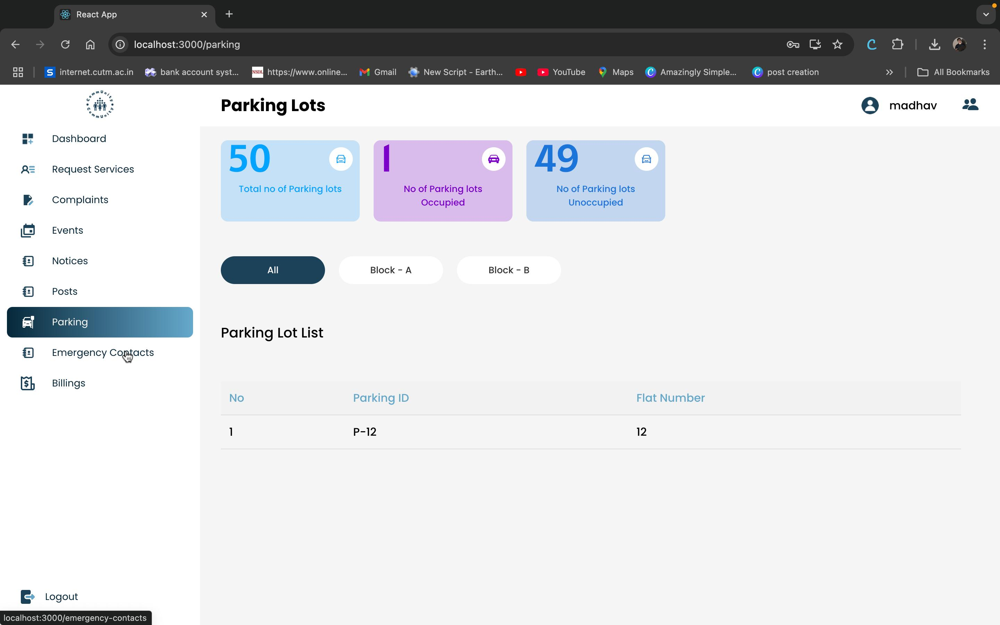 React App
localhost:3000/parking
internet.cutm.ac.in
bank account syst...
NSDL
https://www.online...
Gmail
New Script - Earth...
YouTube
Maps
Amazingly Simple...
post creation
All Bookmarks
CommUnity
CommUnity
Parking Lots
madhav
Dashboard
Request Services
Complaints
Events
Notices
Posts
Parking
Emergency Contacts
Billings
Logout
50
Total no of Parking lots
1
No of Parking lots
Occupied
49
No of Parking lots
Unoccupied
All
Block - A
Block - B
Parking Lot List
No Parking ID Flat Number
1 P-12 12
localhost:3000/emergency-contacts